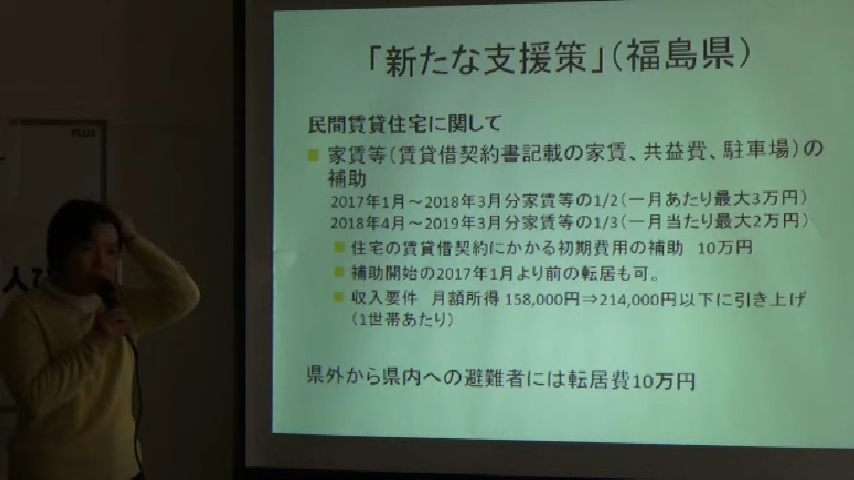 「新たな支援策」(福島県)
民間賃貸住宅に関して
家賃等(賃貸借契約書記載の家賃、共益費、駐車場)の
補助
2017年1月～2018年3月分家賃等の1/2(一月あたり最大3万円)
2018年4月～2019年3月分家賃等の1/3(一月当たり最大2万円)
住宅の賃貸借契約にかかる初期費用の補助 10万円
補助開始の2017年1月より前の転居も可。
収入要件 月額所得 158,000円⇒214,000円以下に引き上げ
(1世帯あたり)
県外から県内への避難者には転居費10万円
PLUS
人び